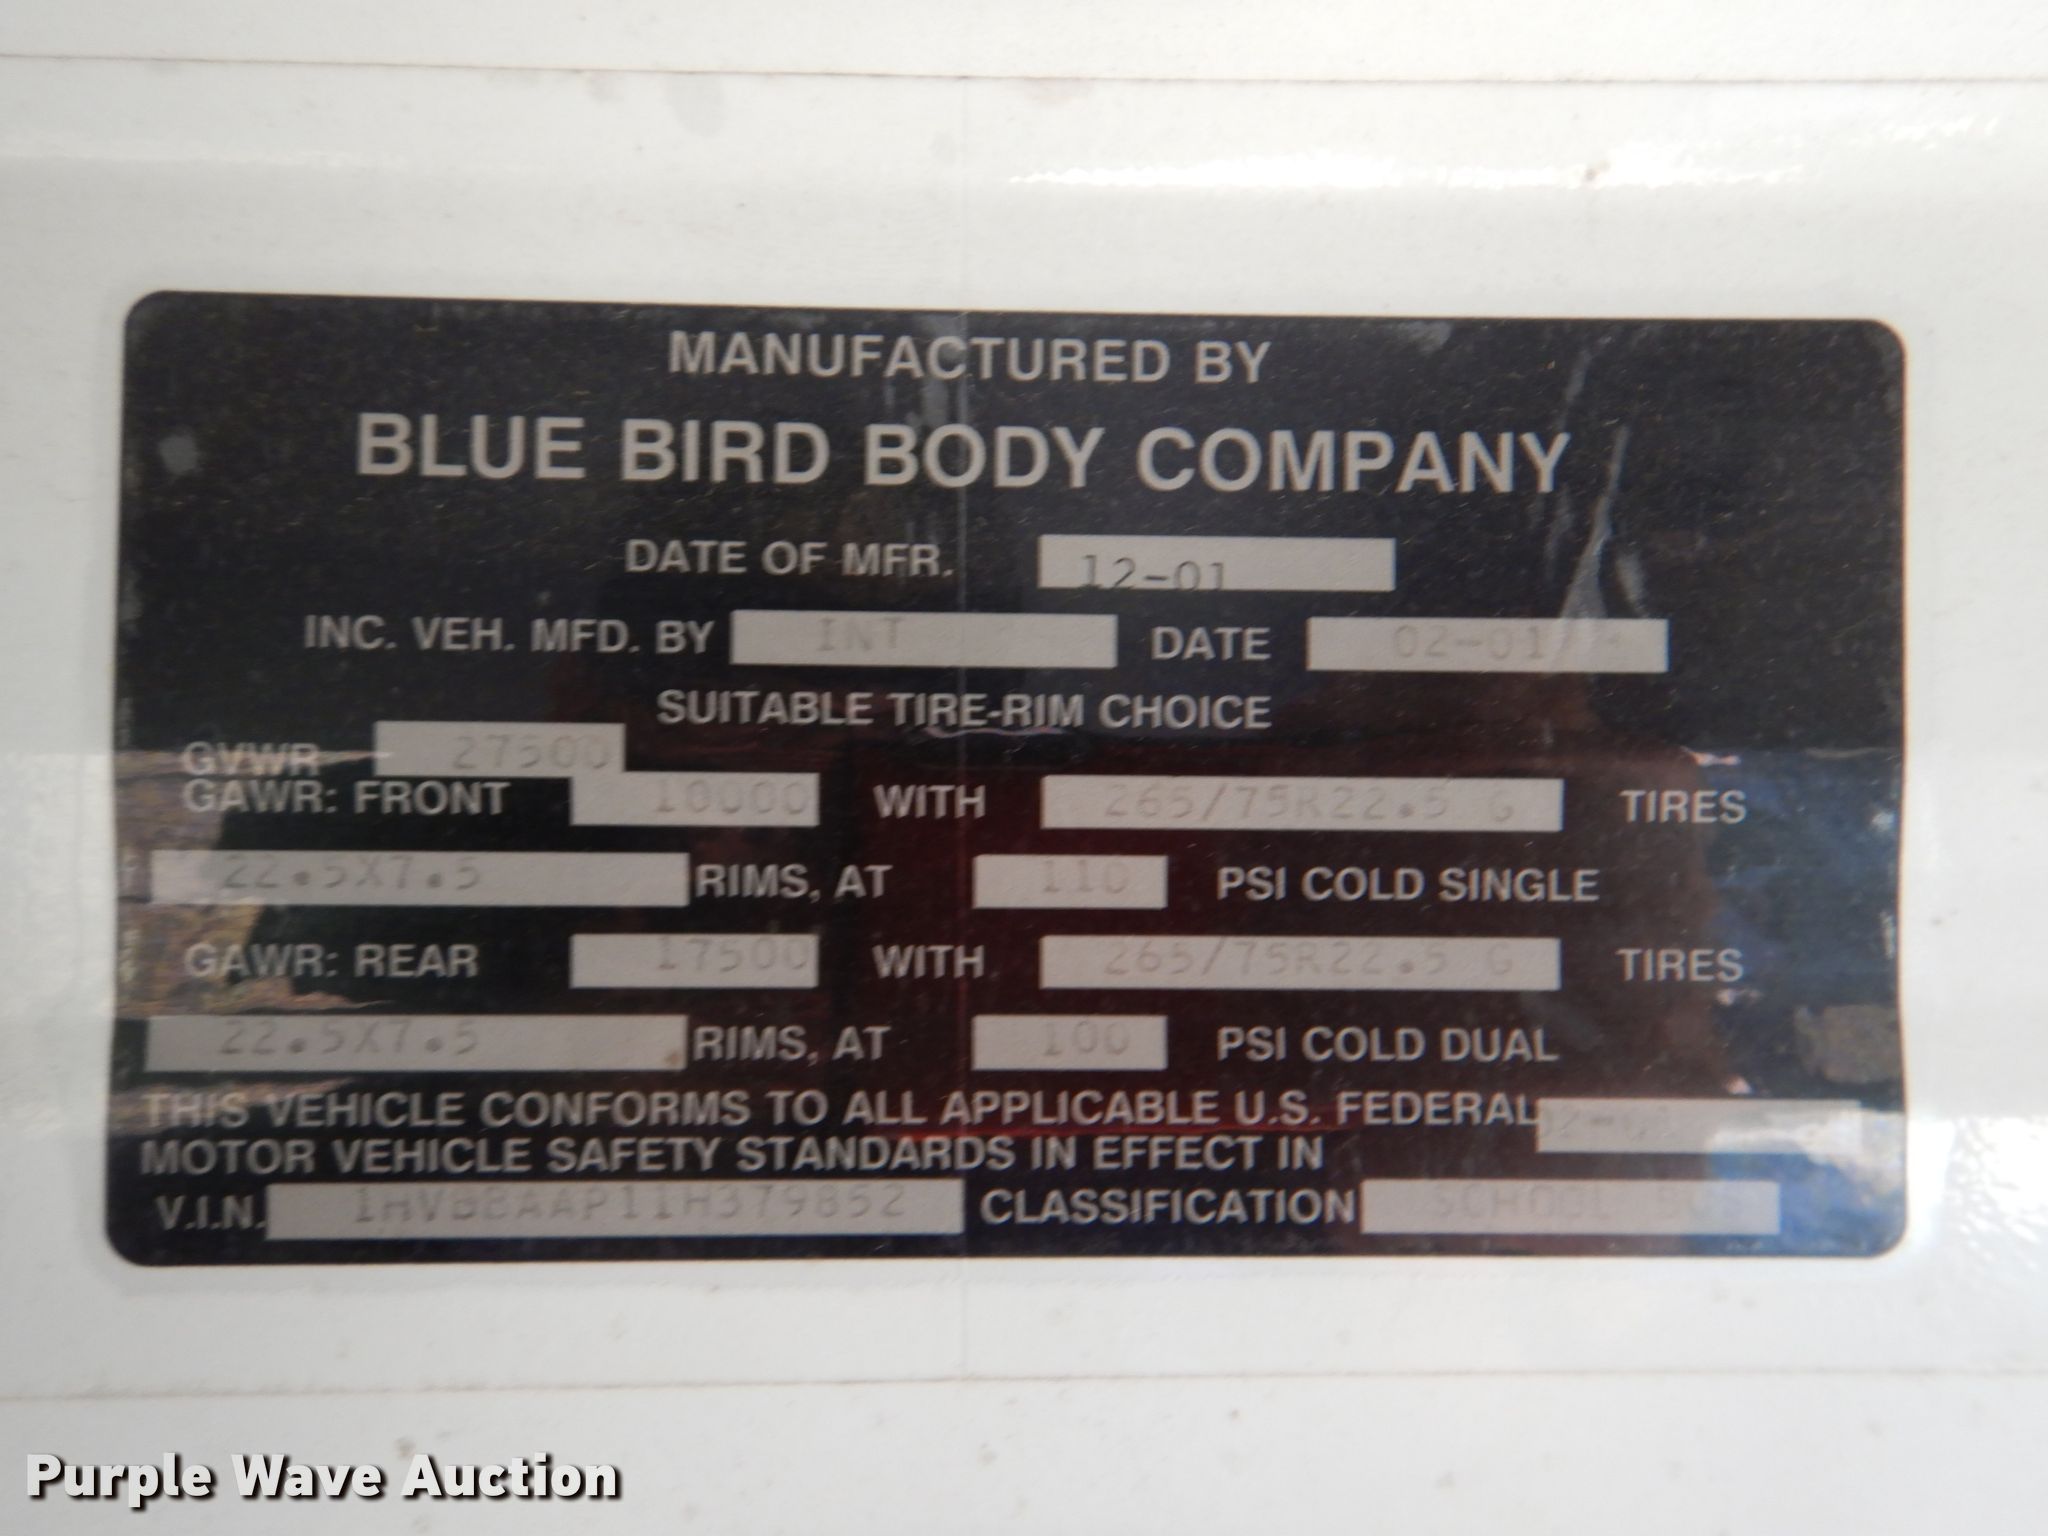 MANUFACTURED BY
BLUE BIRD BODY COMPANY
DATE OF MFR. 12-01
INC. VEH. MFD. BY INT DATE 02-01
SUITABLE TIRE-RIM CHOICE
GVWR 27500
GAWR: FRONT 10000 WITH 265/75R22.5 G TIRES
22.5X7.5 RIMS, AT 110 PSI COLD SINGLE
GAWR: REAR 17500 WITH 265/75R22.5 G TIRES
22.5X7.5 RIMS, AT 100 PSI COLD DUAL
THIS VEHICLE CONFORMS TO ALL APPLICABLE U.S. FEDERAL
MOTOR VEHICLE SAFETY STANDARDS IN EFFECT IN
V.I.N. 1HVBBAAP11H379852 CLASSIFICATION SCHOOL BUS
Purple Wave Auction